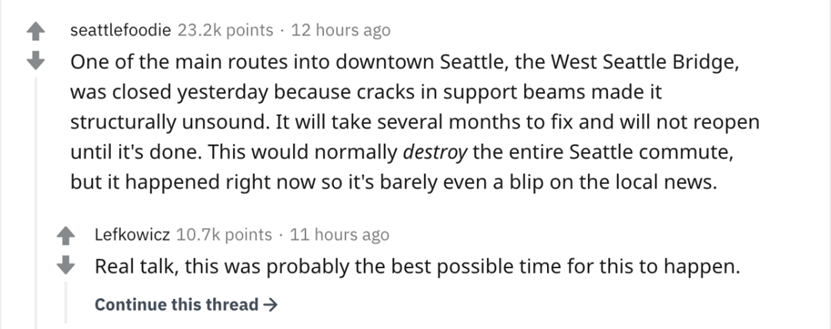 seattlefoodie 23.2k points · 12 hours ago
One of the main routes into downtown Seattle, the West Seattle Bridge,
was closed yesterday because cracks in support beams made it
structurally unsound. It will take several months to fix and will not reopen
until it's done. This would normally destroy the entire Seattle commute,
but it happened right now so it's barely even a blip on the local news.
Lefkowicz 10.7k points · 11 hours ago
Real talk, this was probably the best possible time for this to happen.
Continue this thread →